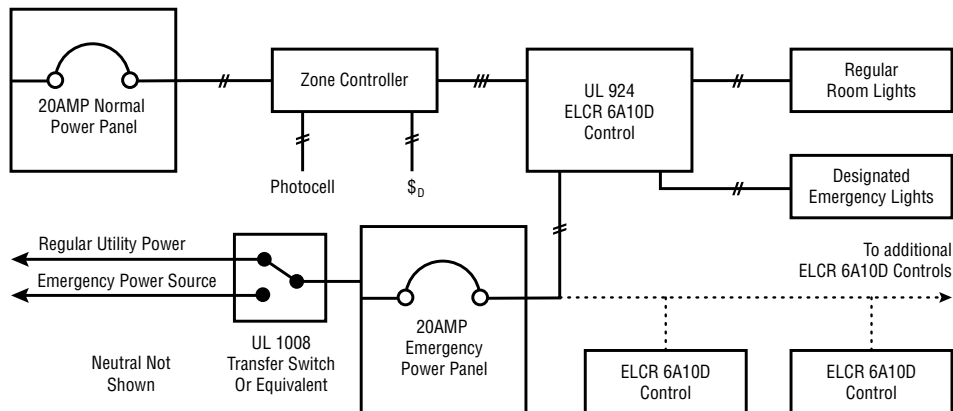 20AMP Normal
Power Panel
Zone Controller
Photocell
$D
UL 924
ELCR 6A10D
Control
Regular
Room Lights
Designated
Emergency Lights
Regular Utility Power
Emergency Power Source
To additional
ELCR 6A10D Controls
Neutral Not
Shown
UL 1008
Transfer Switch
Or Equivalent
20AMP
Emergency
Power Panel
ELCR 6A10D
Control
ELCR 6A10D
Control